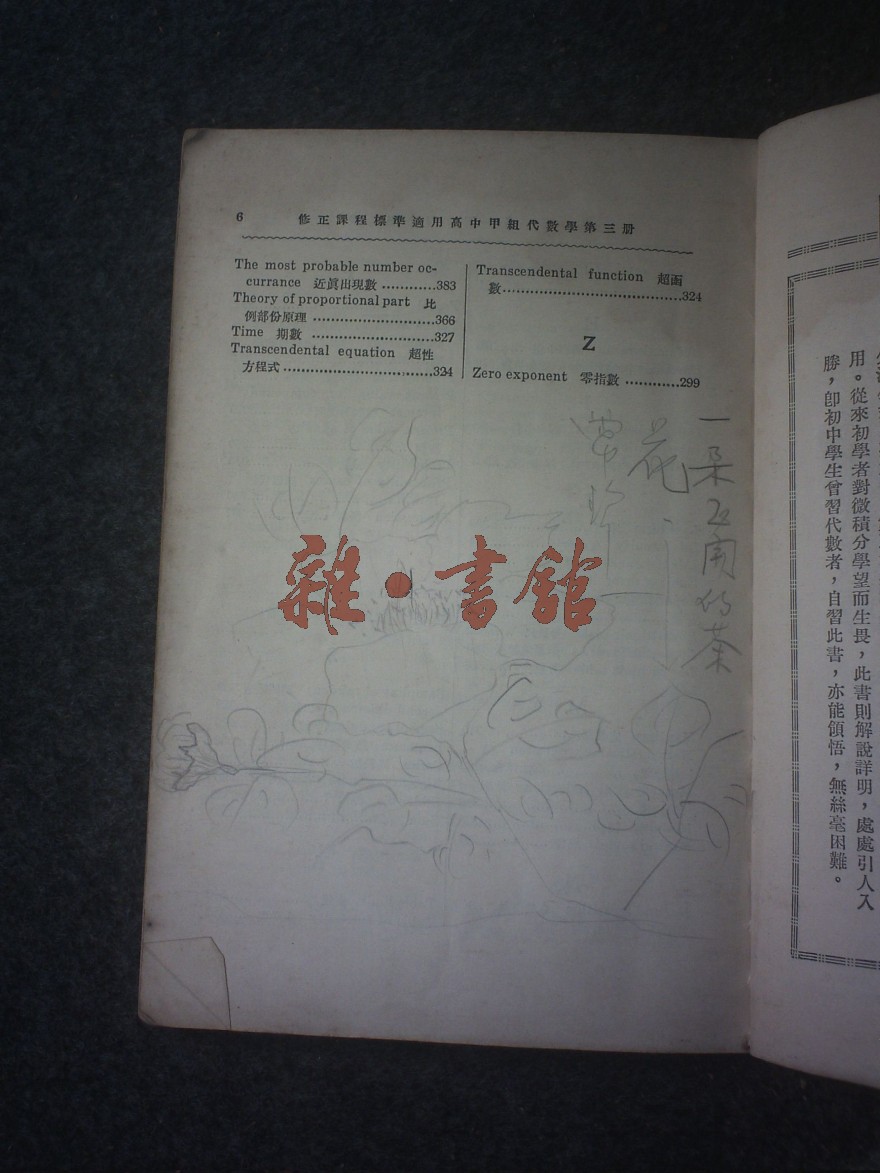 6 修正課程標準適用高中甲組代數學第三册
The most probable number oc-
currance 近眞出現數 ............383
Theory of proportional part 比
例部份原理 ............................366
Time 期數 .................................327
Transcendental equation 超性
方程式 ..................................324
Transcendental function 超函
數.........................................324
Z
Zero exponent 零指數 ............299
一朵正開的茶
花
雜·書館
用。從來初學者對微積分學望而生畏，此書則解說詳明，處處引人入
勝，卽初中學生曾習代數者，自習此書，亦能領悟，無絲毫困難。